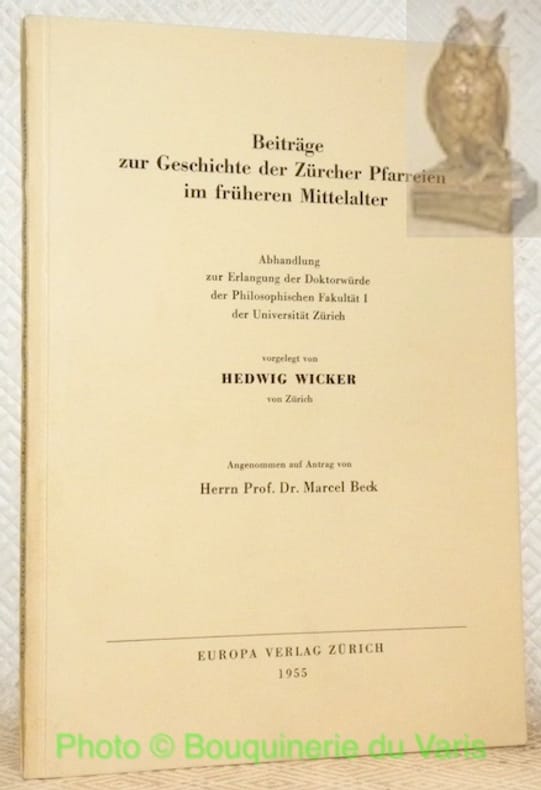 Beiträge
zur Geschichte der Zürcher Pfarreien
im früheren Mittelalter
Abhandlung
zur Erlangung der Doktorwürde
der Philosophischen Fakultät I
der Universität Zürich
vorgelegt von
HEDWIG WICKER
von Zürich
Angenommen auf Antrag von
Herrn Prof. Dr. Marcel Beck
EUROPA VERLAG ZÜRICH
1955
Photo © Bouquinerie du Varis